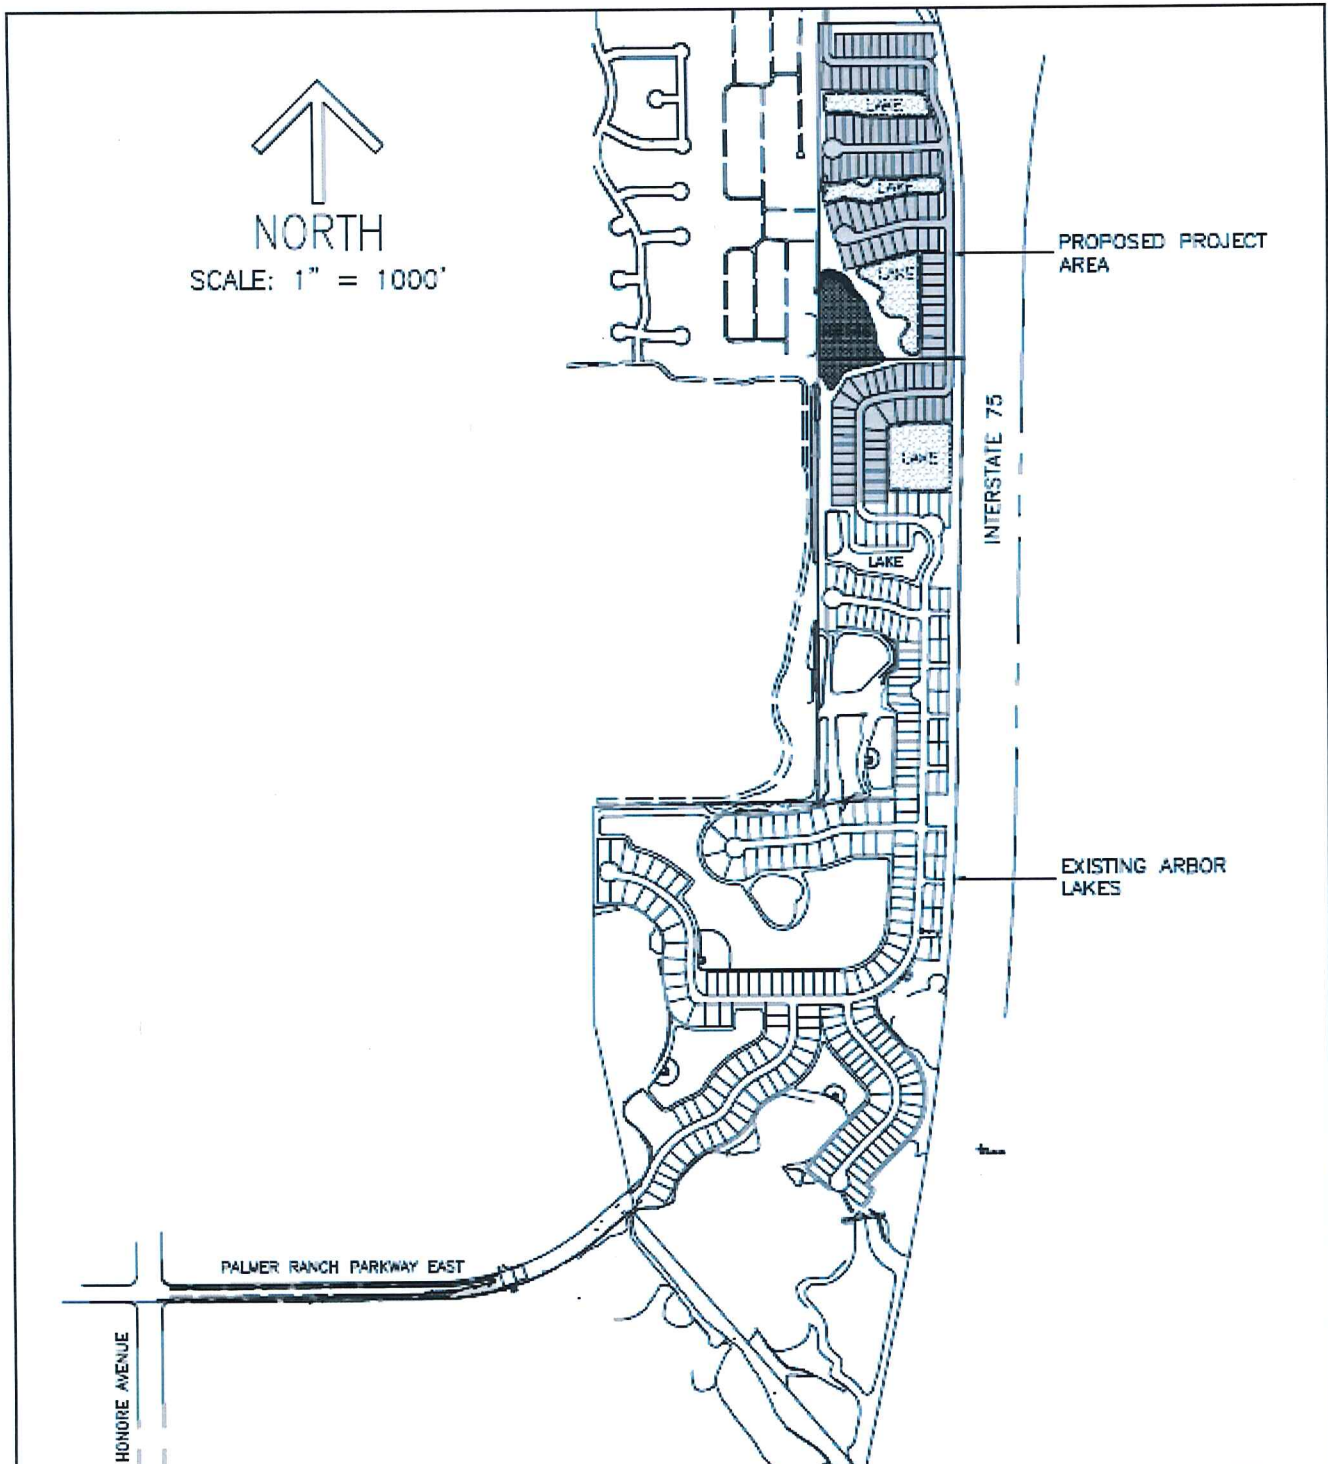 NORTH
SCALE: 1" = 1000'
LAKE
LAKE
PROPOSED PROJECT
AREA
LAKE
INTERSTATE 75
LAKE
LAKE
EXISTING ARBOR
LAKES
PALMER RANCH PARKWAY EAST
HONORE AVENUE